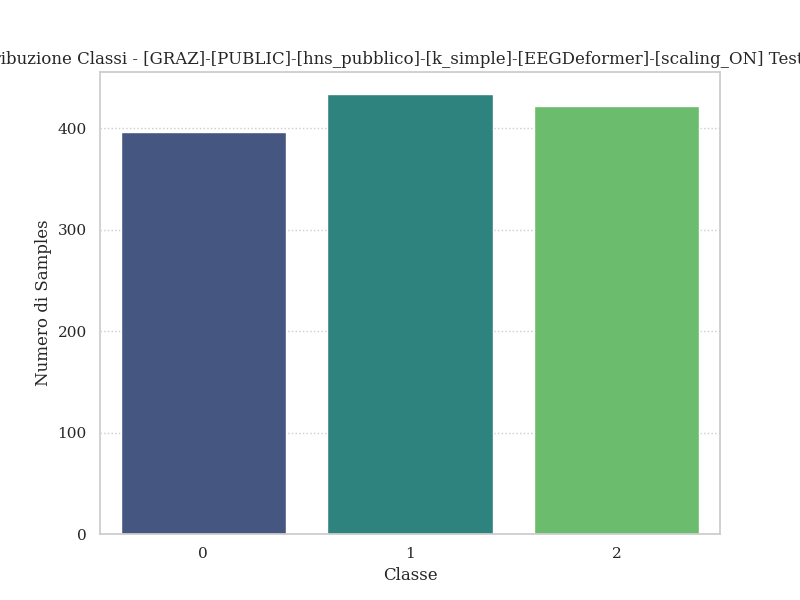 ribuzione Classi - [GRAZ]-[PUBLIC]-[hns_pubblico]-[k_simple]-[EEGDeformer]-[scaling_ON] Test
400
300
200
100
0
Numero di Samples
0 1 2
Classe